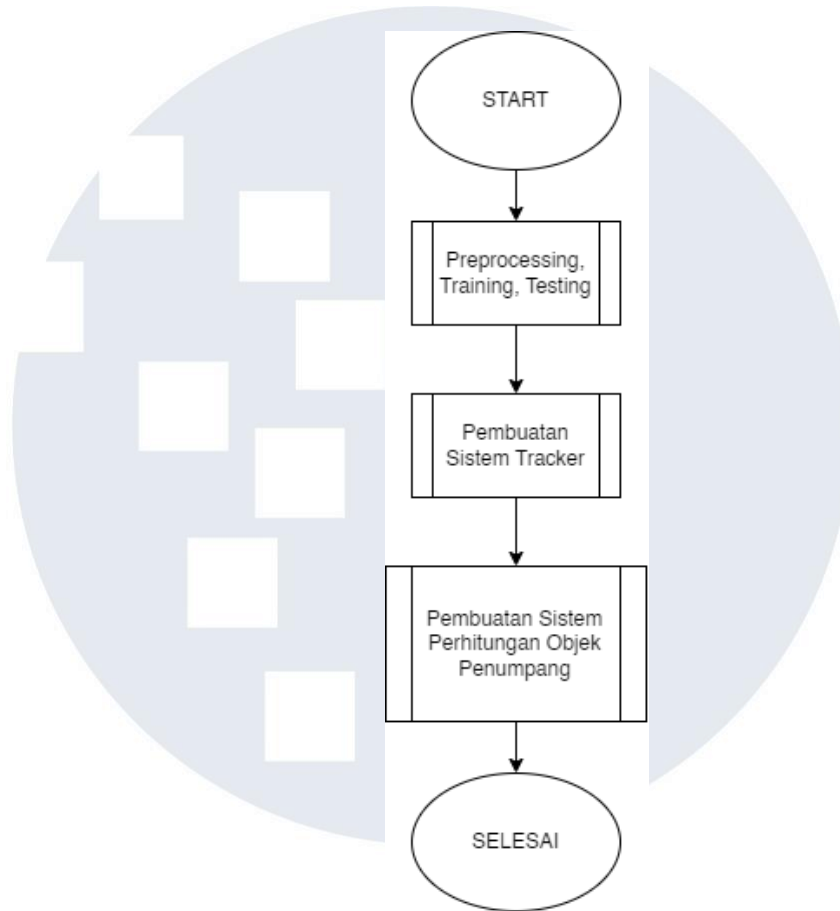 START
Preprocessing,
Training, Testing
Pembuatan
Sistem Tracker
Pembuatan Sistem
Perhitungan Objek
Penumpang
SELESAI